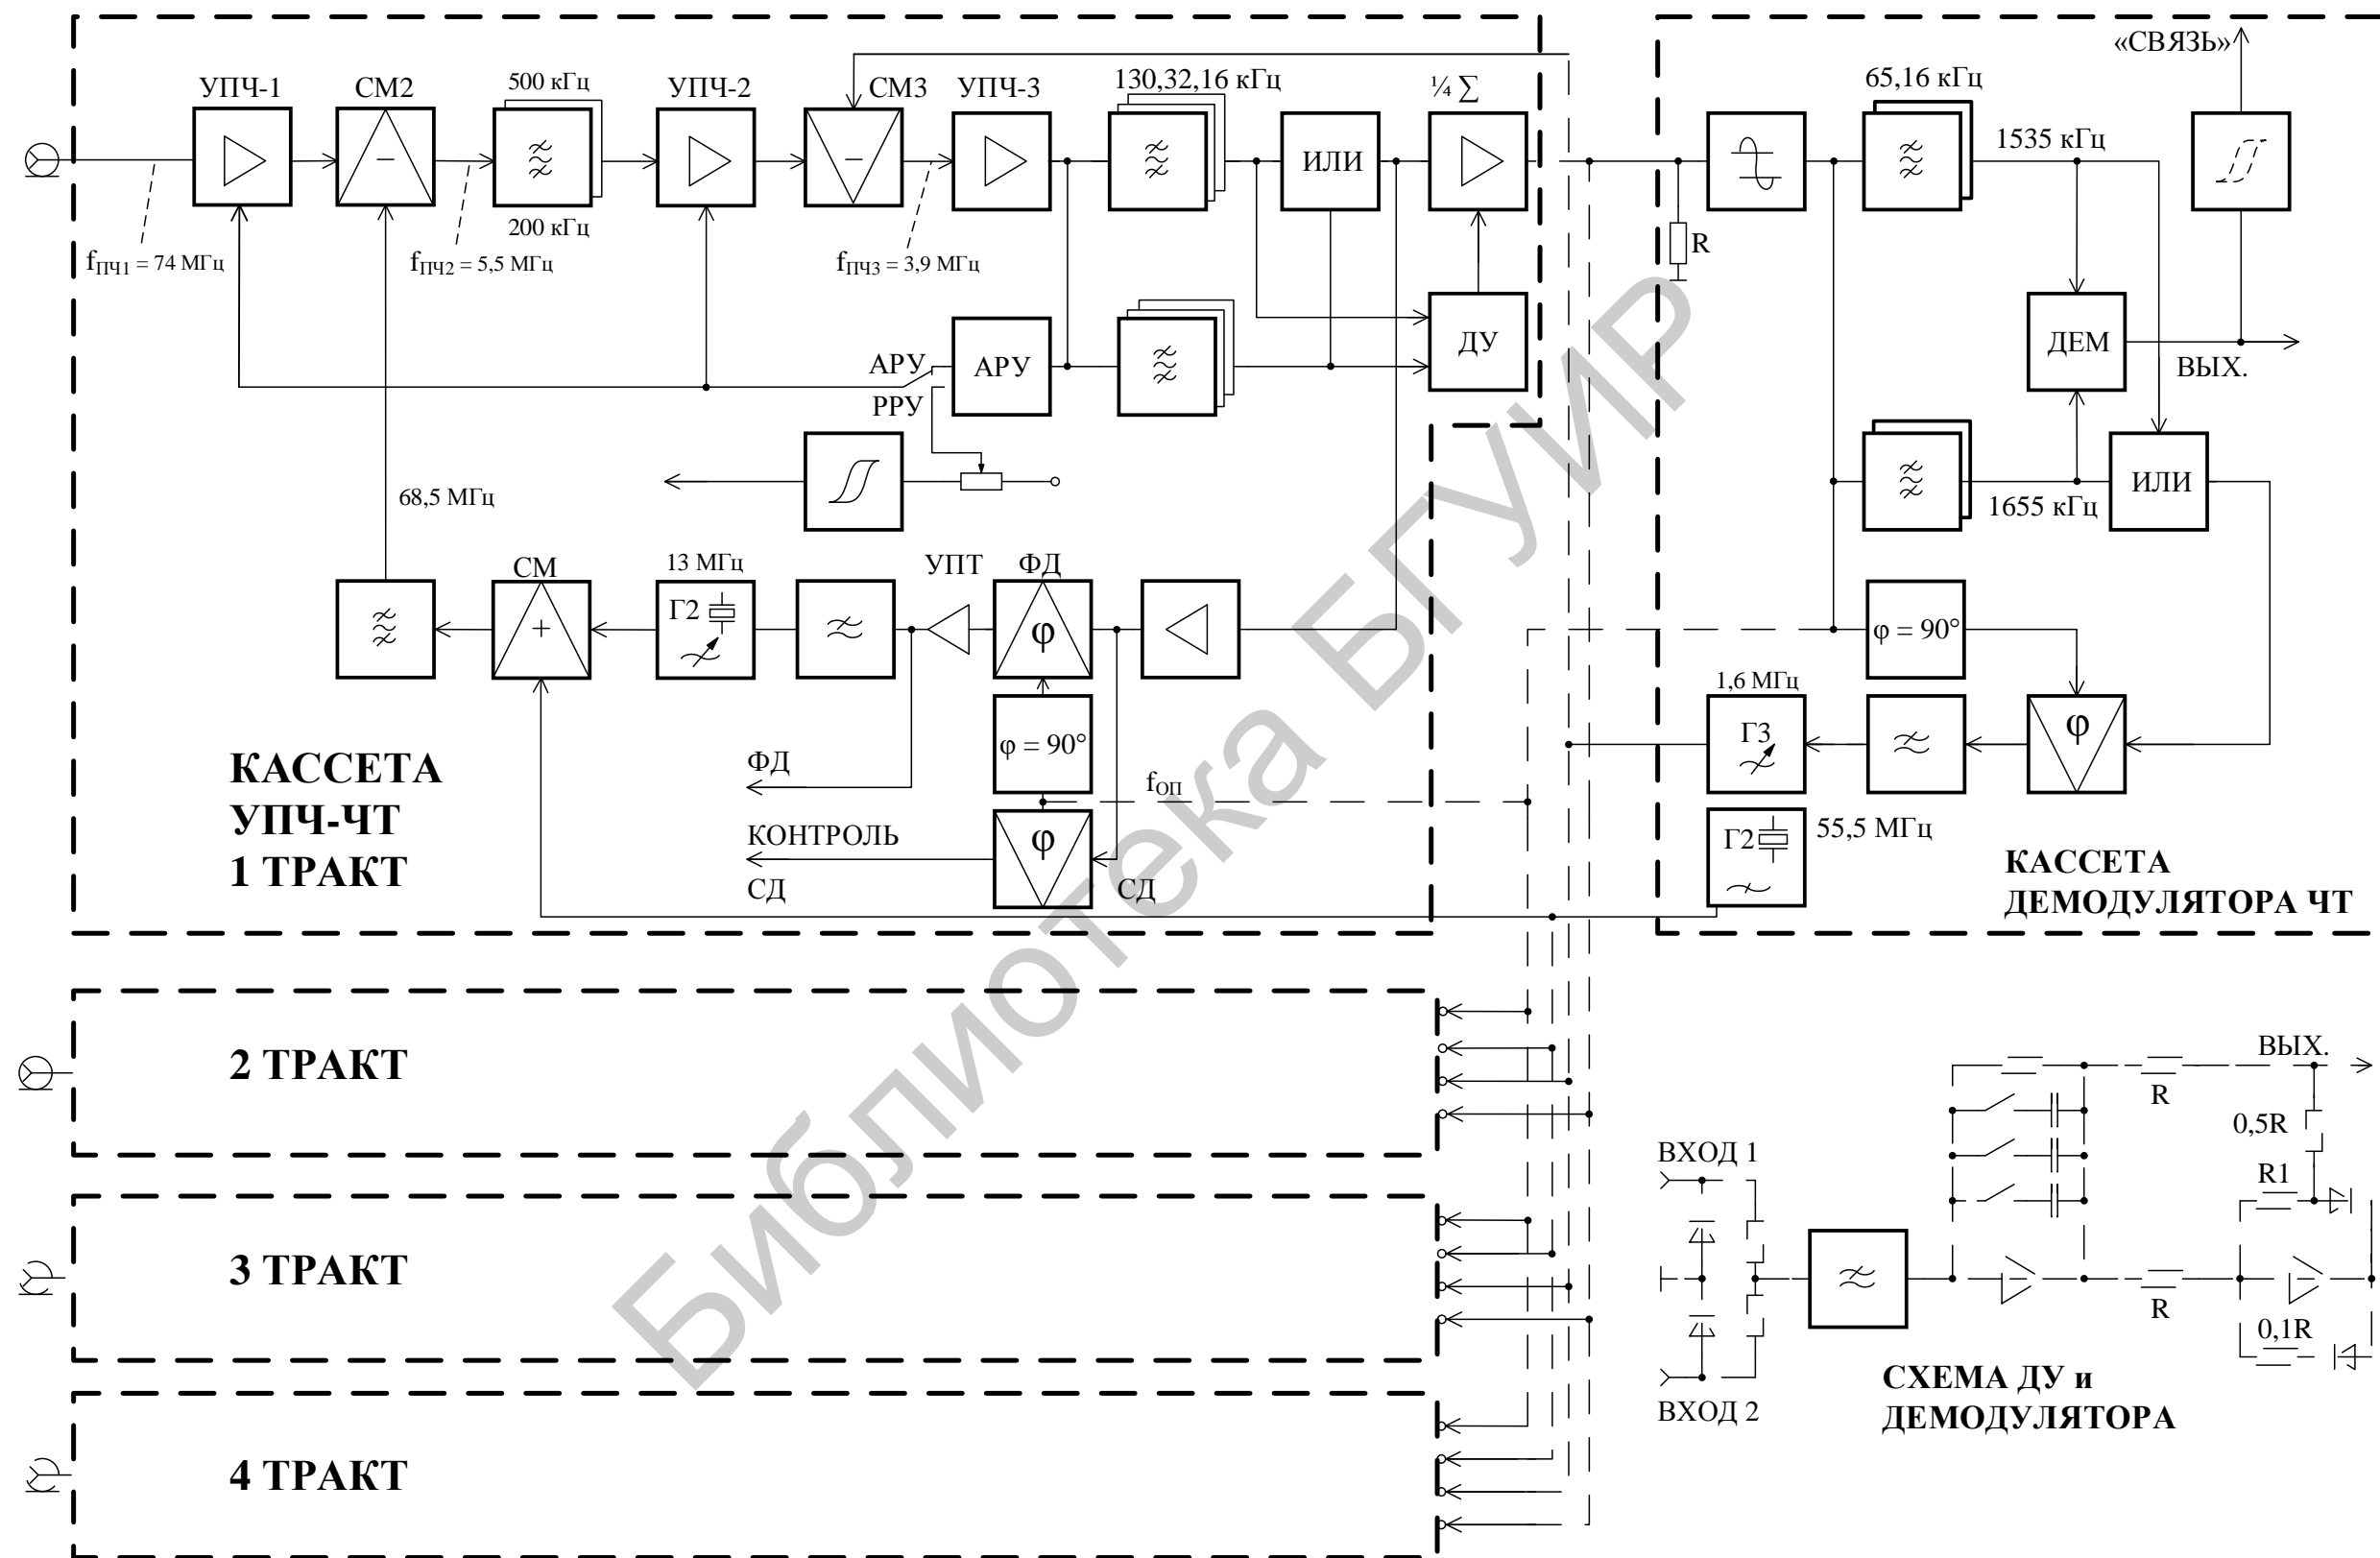 «СВЯЗЬ»
УПЧ-1
СМ2
500 кГц
УПЧ-2
СМ3
УПЧ-3
130,32,16 кГц
¼ ∑
65,16 кГц
1535 кГц
−
−
ИЛИ
200 кГц
R
fПЧ1 = 74 МГц
fПЧ2 = 5,5 МГц
fПЧ3 = 3,9 МГц
АРУ
АРУ
РРУ
ДУ
ДЕМ
ВЫХ.
68,5 МГц
1655 кГц
ИЛИ
СМ
13 МГц
УПТ
ФД
+
Г2
φ
φ = 90°
φ = 90°
1,6 МГц
Г3
φ
КАССЕТА
УПЧ-ЧТ
1 ТРАКТ
ФД
fОП
КОНТРОЛЬ
СД
φ
СД
Г2
55,5 МГц
КАССЕТА
ДЕМОДУЛЯТОРА ЧТ
2 ТРАКТ
3 ТРАКТ
4 ТРАКТ
ВЫХ.
R
0,5R
ВХОД 1
R1
R
0,1R
ВХОД 2
СХЕМА ДУ и
ДЕМОДУЛЯТОРА
Библиотека БГУИР